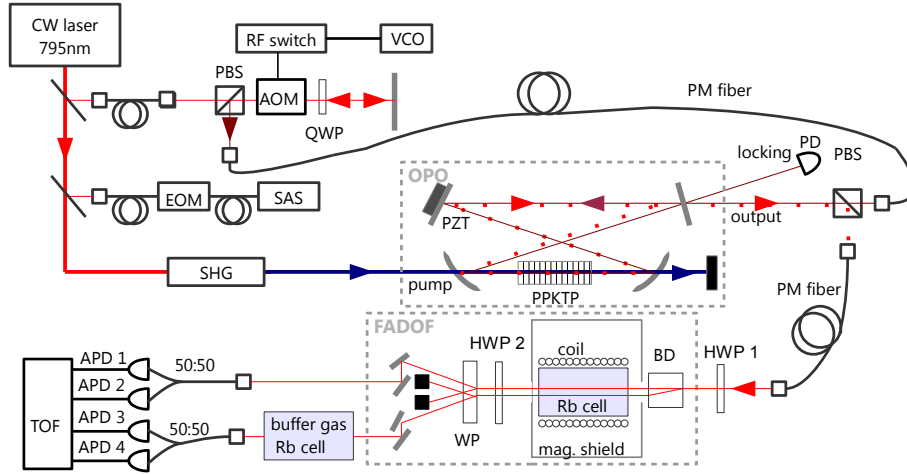 CW laser
795nm
RF switch
VCO
PBS
AOM
QWP
PM fiber
PD
PBS
locking
OPO
EOM
SAS
PZT
output
SHG
pump
PPKTP
PM fiber
FADOF
HWP 2
coil
BD
HWP 1
APD 1
50:50
APD 2
TOF
APD 3
50:50
APD 4
buffer gas
Rb cell
WP
Rb cell
mag. shield